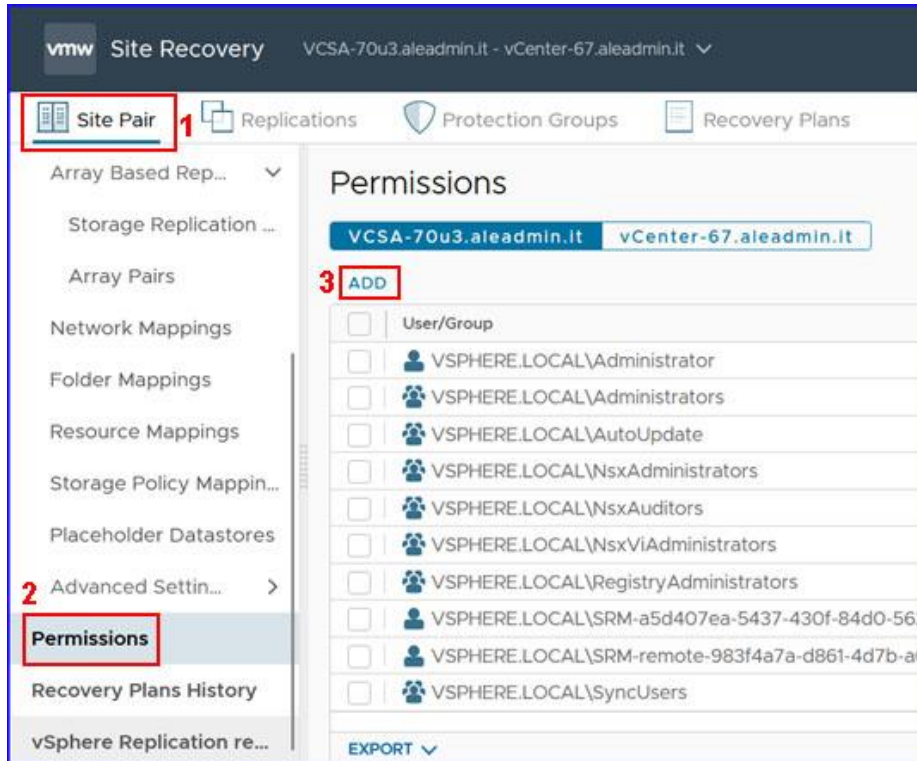 vmw Site Recovery VCSA-70u3.aleadmin.it - vCenter-67.aleadmin.it
Site Pair 1 Replications Protection Groups Recovery Plans
Array Based Rep...
Storage Replication ...
Array Pairs
Network Mappings
Folder Mappings
Resource Mappings
Storage Policy Mappin...
Placeholder Datastores
2 Advanced Settin...
Permissions
Recovery Plans History
vSphere Replication re...
Permissions
VCSA-70u3.aleadmin.it vCenter-67.aleadmin.it
3 ADD
User/Group
VSPHERE.LOCAL\Administrator
VSPHERE.LOCAL\Administrators
VSPHERE.LOCAL\AutoUpdate
VSPHERE.LOCAL\NsxAdministrators
VSPHERE.LOCAL\NsxAuditors
VSPHERE.LOCAL\NsxViAdministrators
VSPHERE.LOCAL\RegistryAdministrators
VSPHERE.LOCAL\SRM-a5d407ea-5437-430f-84d0-56
VSPHERE.LOCAL\SRM-remote-983f4a7a-d861-4d7b-a
VSPHERE.LOCAL\SyncUsers
EXPORT